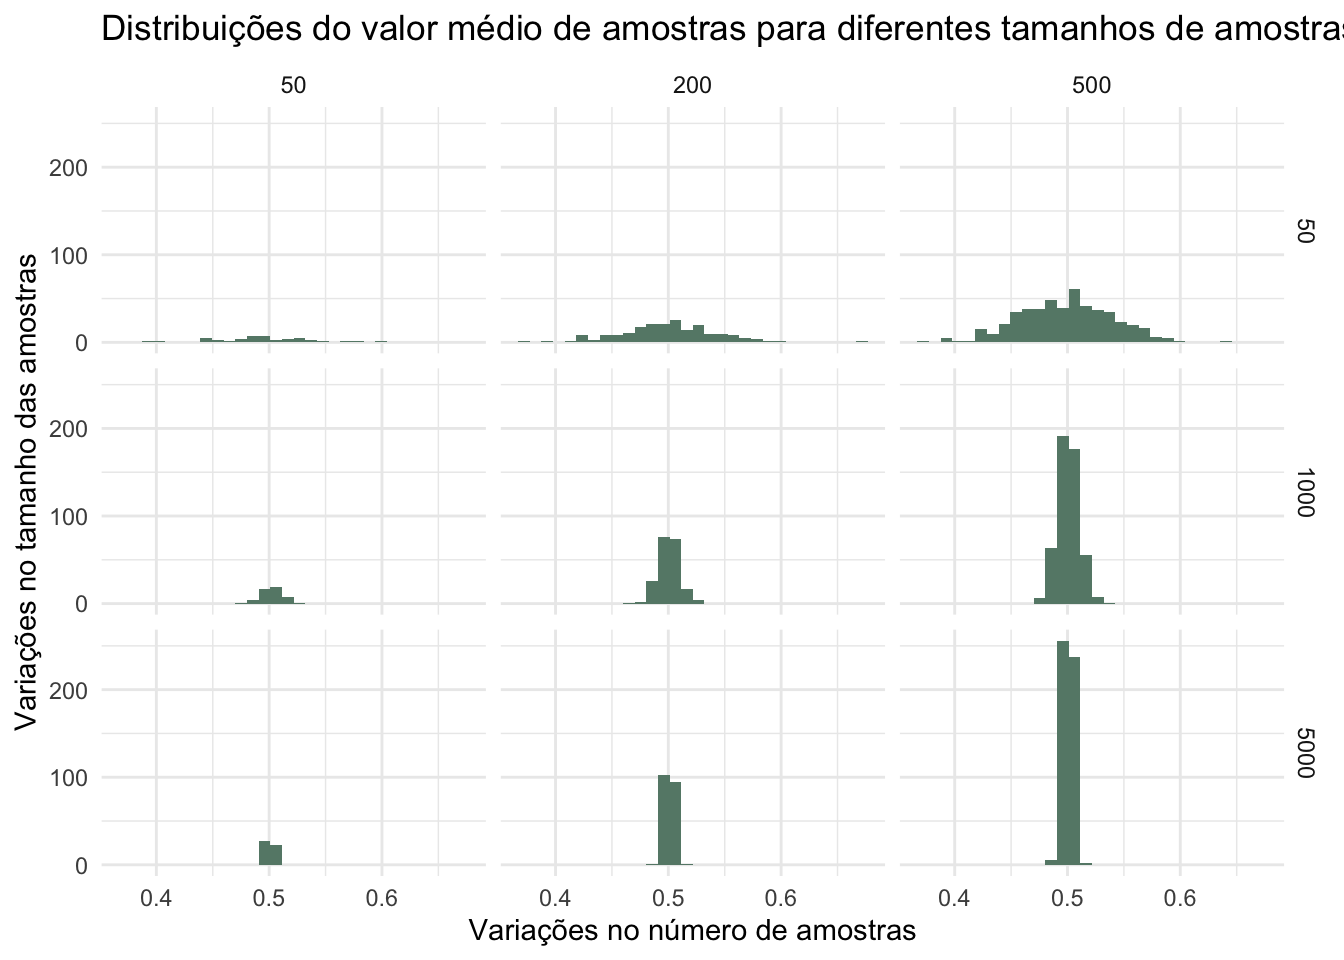 Distribuições do valor médio de amostras para diferentes tamanhos de amostras
50 200 500
200
100
0
50
200
100
0
1000
200
100
0
5000
0.4 0.5 0.6 0.4 0.5 0.6 0.4 0.5 0.6
Variações no número de amostras
Variações no tamanho das amostras